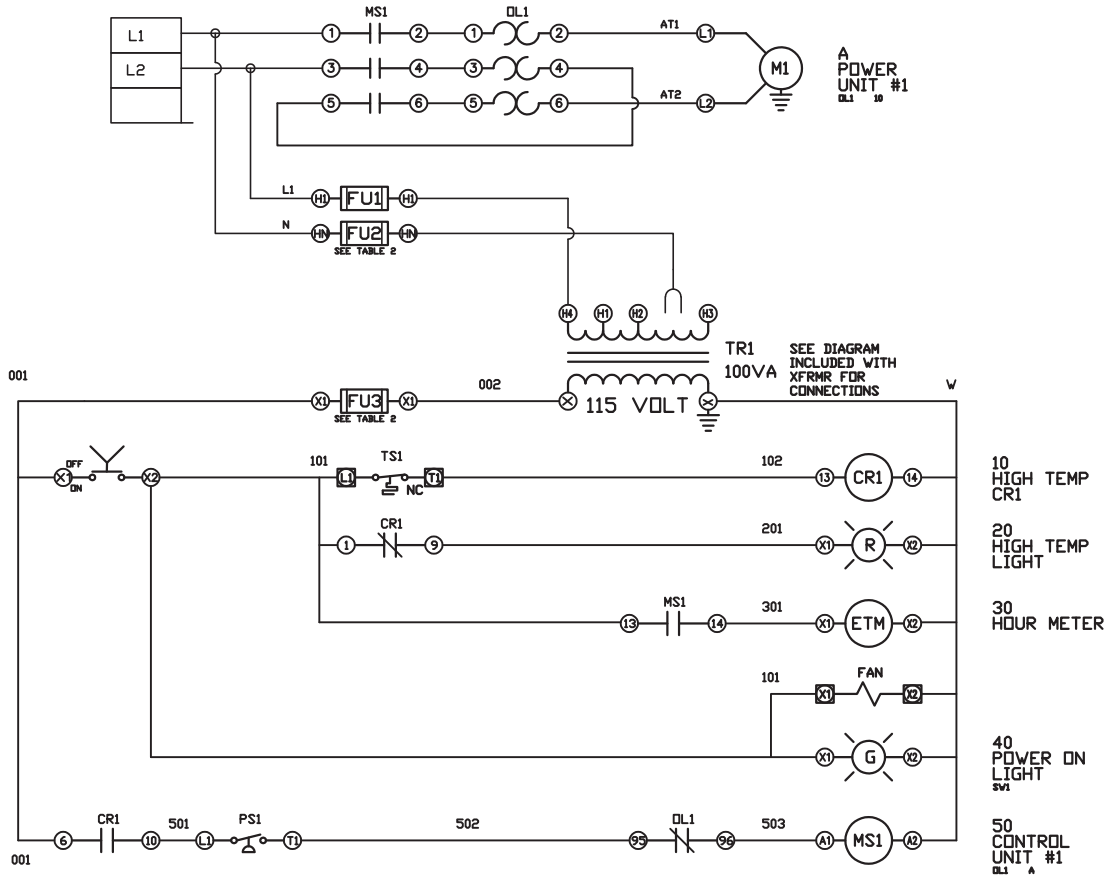 MS1 OL1
L1 1 2 1 2 AT1 L1 M1
L2 3 4 3 4
5 6 5 6 AT2 L2
A
POWER
UNIT #1
OL1 10
L1 H1 FU1 H1
N HN FU2 HN
SEE TABLE 2
H4 H1 H2 H3
TR1
100VA
SEE DIAGRAM
INCLUDED WITH
XFRMR FOR
CONNECTIONS
001 X1 FU3 X1 002 X 115 VOLT X W
SEE TABLE 2
OFF
X1 X2
ON
101 L1 TS1 NC T1 102 13 CR1 14
10
HIGH TEMP
CR1
CR1
1 9 201 X1 R X2
20
HIGH TEMP
LIGHT
MS1
13 14 301 X1 ETM X2
30
HOUR METER
FAN
101 X1 X2
X1 G X2
40
POWER ON
LIGHT
SW1
CR1 PS1 OL1
6 10 501 L1 T1 502 95 96 503 A1 MS1 A2
001
50
CONTROL
UNIT #1
OL1 A